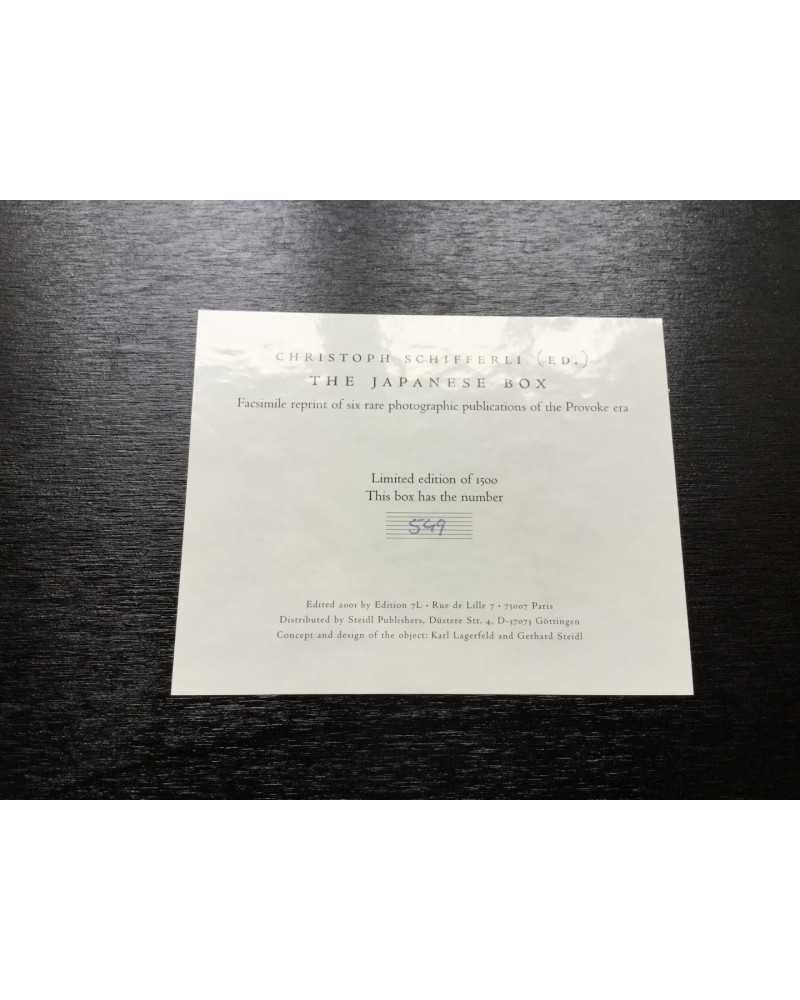 CHRISTOPH SCHIFFERLI (ED.)
THE JAPANESE BOX
Facsimile reprint of six rare photographic publications of the Provoke era
Limited edition of 1500
This box has the number
549
Edited 2001 by Edition 7L · Rue de Lille 7 · 75007 Paris
Distributed by Steidl Publishers, Düstere Str. 4, D-37073 Göttingen
Concept and design of the object: Karl Lagerfeld and Gerhard Steidl